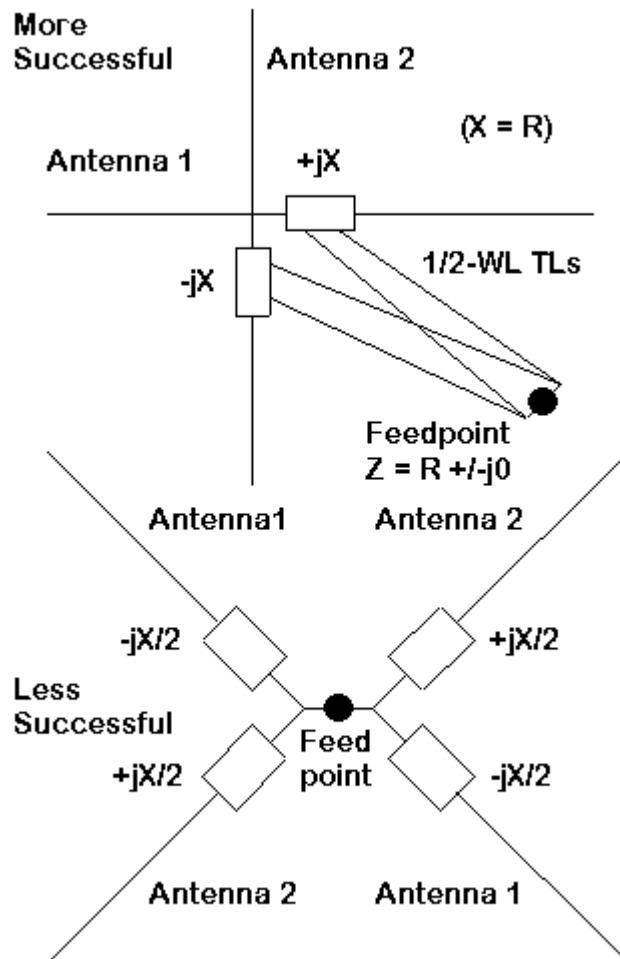 More
Successful
Antenna 2
(X = R)
Antenna 1
+jX
1/2-WL TLs
-jX
Feedpoint
Z = R +/-j0
Antenna1
Antenna 2
-jX/2
+jX/2
Less
Successful
Feed
point
+jX/2
-jX/2
Antenna 2
Antenna 1